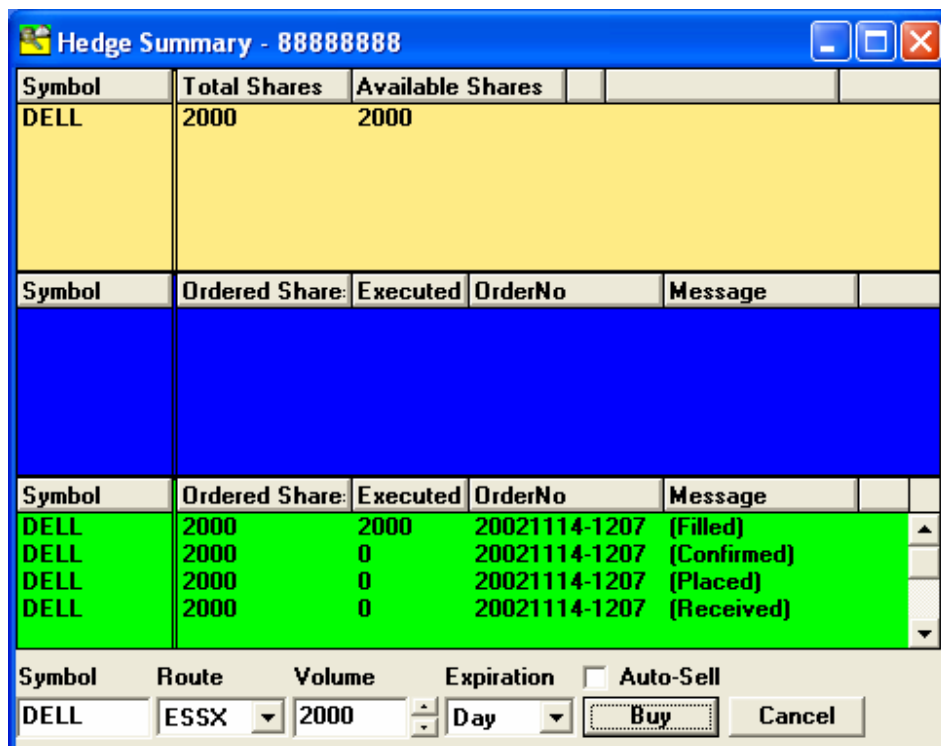 Hedge Summary - 88888888
Symbol Total Shares Available Shares
DELL 2000 2000
Symbol Ordered Share: Executed OrderNo Message
Symbol Ordered Share: Executed OrderNo Message
DELL 2000 2000 20021114-1207 (Filled)
DELL 2000 0 20021114-1207 (Confirmed)
DELL 2000 0 20021114-1207 (Placed)
DELL 2000 0 20021114-1207 (Received)
Symbol Route Volume Expiration Auto-Sell
DELL ESSX 2000 Day Buy Cancel